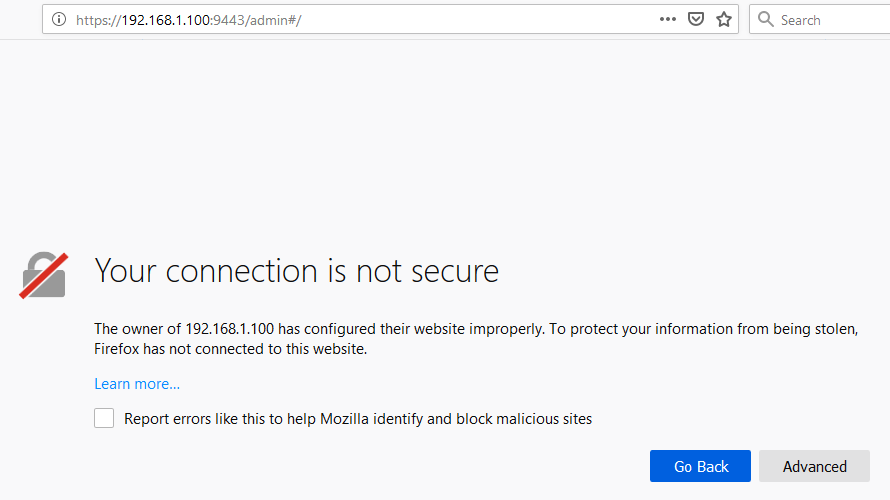 https://192.168.1.100:9443/admin#/
Search
Your connection is not secure
The owner of 192.168.1.100 has configured their website improperly. To protect your information from being stolen,
Firefox has not connected to this website.
Learn more...
Report errors like this to help Mozilla identify and block malicious sites
Go Back
Advanced